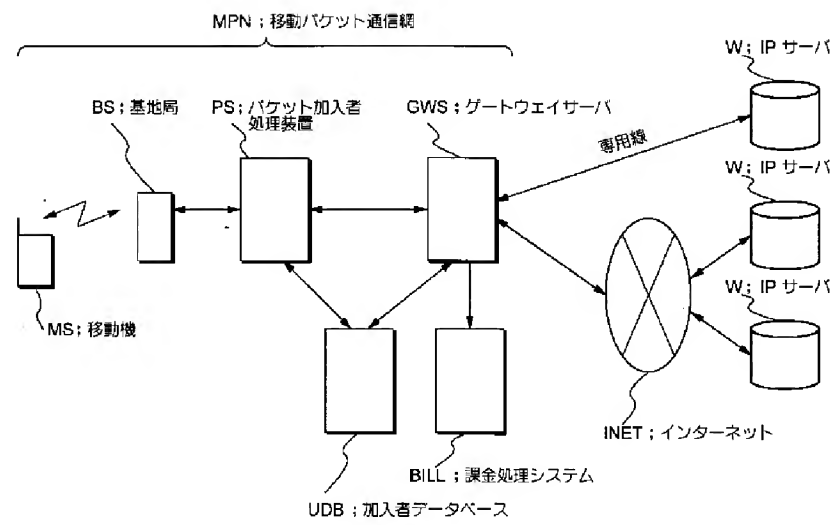 MPN ; 移動パケット通信網
W ; IP サーバ
BS ; 基地局
PS ; パケット加入者
処理装置
GWS ; ゲートウェイサーバ
専用線
W ; IP サーバ
W ; IP サーバ
MS ; 移動機
INET ; インターネット
BILL ; 課金処理システム
UDB ; 加入者データベース